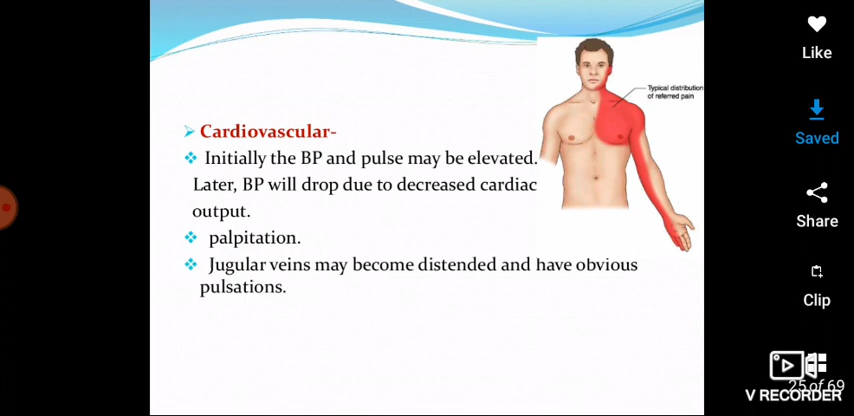 Like
Typical distribution
of referred pain
Cardiovascular-
Initially the BP and pulse may be elevated.
Later, BP will drop due to decreased cardiac
output.
palpitation.
Jugular veins may become distended and have obvious
pulsations.
Saved
Share
Clip
25 of 69
V RECORDER